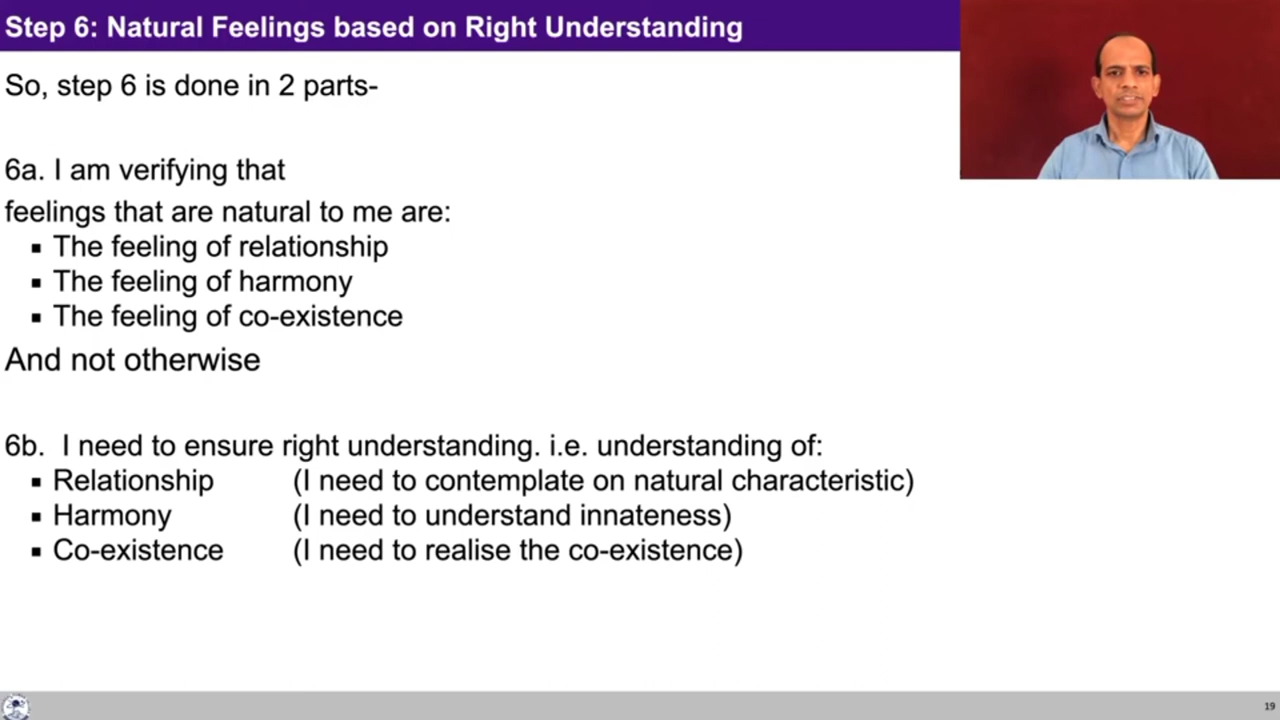 Step 6: Natural Feelings based on Right Understanding
So, step 6 is done in 2 parts-
6a. I am verifying that
feelings that are natural to me are:
▪ The feeling of relationship
▪ The feeling of harmony
▪ The feeling of co-existence
And not otherwise
6b.  I need to ensure right understanding. i.e. understanding of:
▪ Relationship (I need to contemplate on natural characteristic)
▪ Harmony (I need to understand innateness)
▪ Co-existence (I need to realise the co-existence)
19